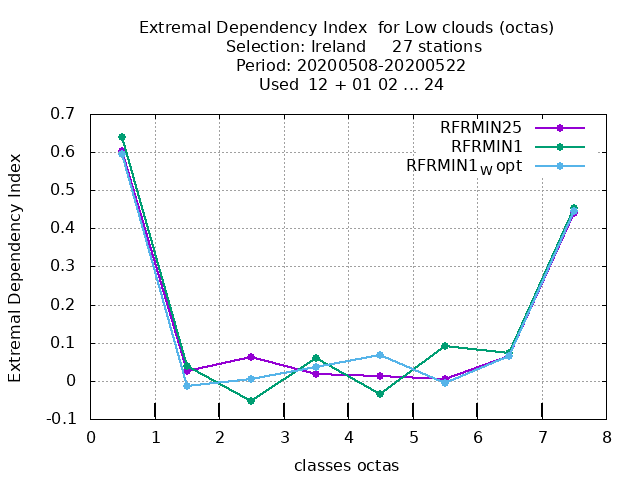 Extremal Dependency Index  for Low clouds (octas)
Selection: Ireland     27 stations
Period: 20200508-20200522
Used  12 + 01 02 ... 24
RFRMIN25
RFRMIN1
RFRMIN1W opt
Extremal Dependency Index
0.7
0.6
0.5
0.4
0.3
0.2
0.1
0
-0.1
0 1 2 3 4 5 6 7 8
classes octas